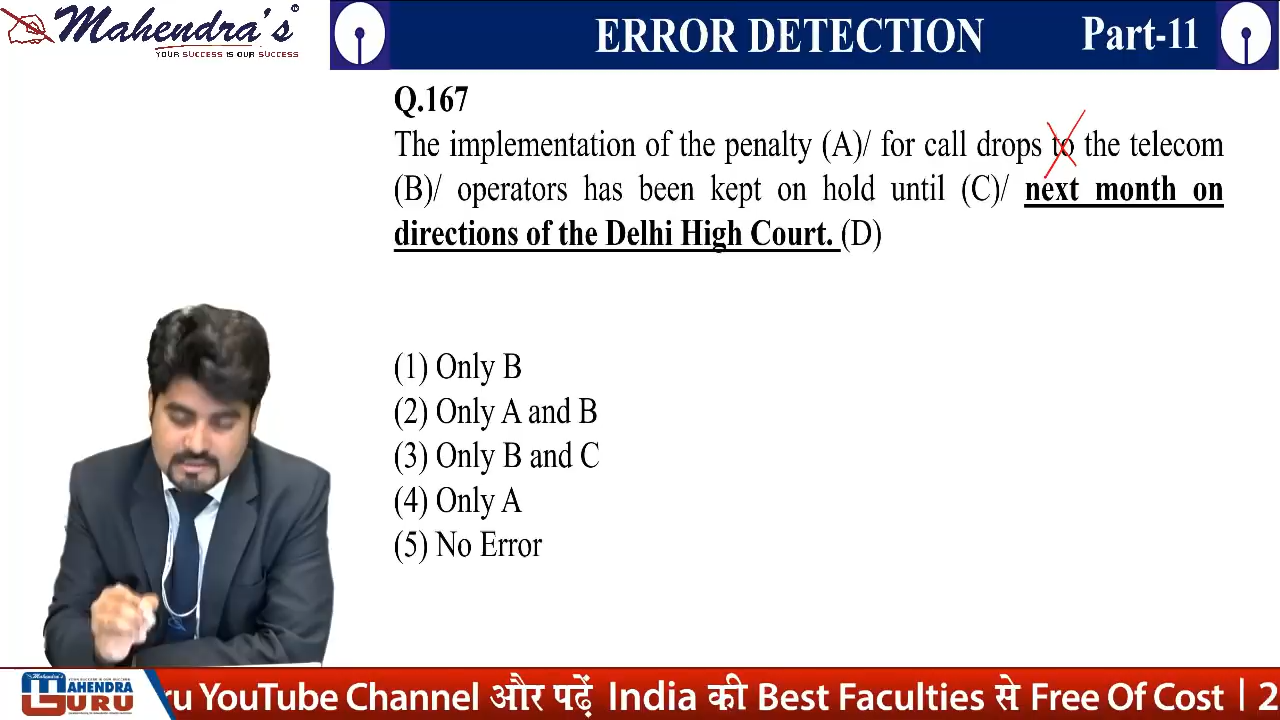 Mahendra's
YOUR SUCCESS IS OUR SUCCESS
ERROR DETECTION
Part-11
Q.167
The implementation of the penalty (A)/ for call drops to the telecom
(B)/ operators has been kept on hold until (C)/ next month on
directions of the Delhi High Court. (D)
(1) Only B
(2) Only A and B
(3) Only B and C
(4) Only A
(5) No Error
MAHENDRA
GURU
ru YouTube Channel और पढ़ें India की Best Faculties से Free Of Cost | 2